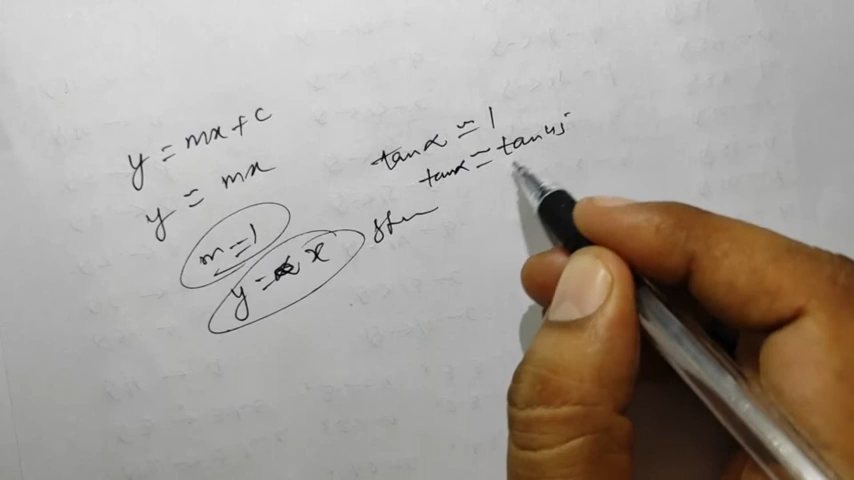 y = mx + c
y = mx
m = 1
y = x
tanα = 1
tanα = tan45